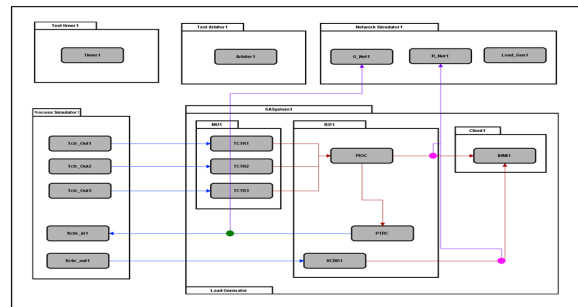 Test timer1
Test Arbiter1
Network Simulator1
Timer1
Arbiter1
G_Net1
R_Net1
Load_Gen1
Process Simulator1
SASystem1
MU1
IED1
Client1
Tctr_Out1
TCTR1
PIOC
IHMI1
Tctr_Out2
TCTR2
Tctr_Out3
TCTR3
Xcbr_in1
PTRC
Xcbr_out1
XCBR1
Load Generator